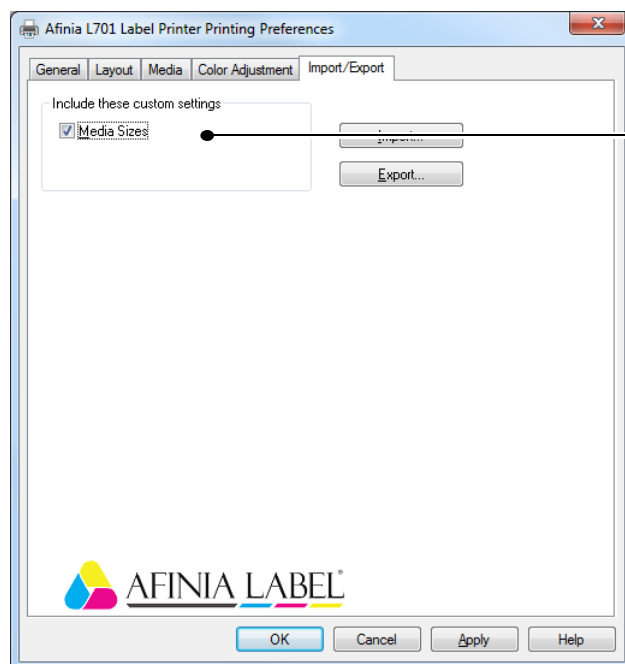 Afinia L701 Label Printer Printing Preferences
General Layout Media Color Adjustment Import/Export
Include these custom settings
Media Sizes
Export...
AFINIA LABEL®
OK Cancel Apply Help